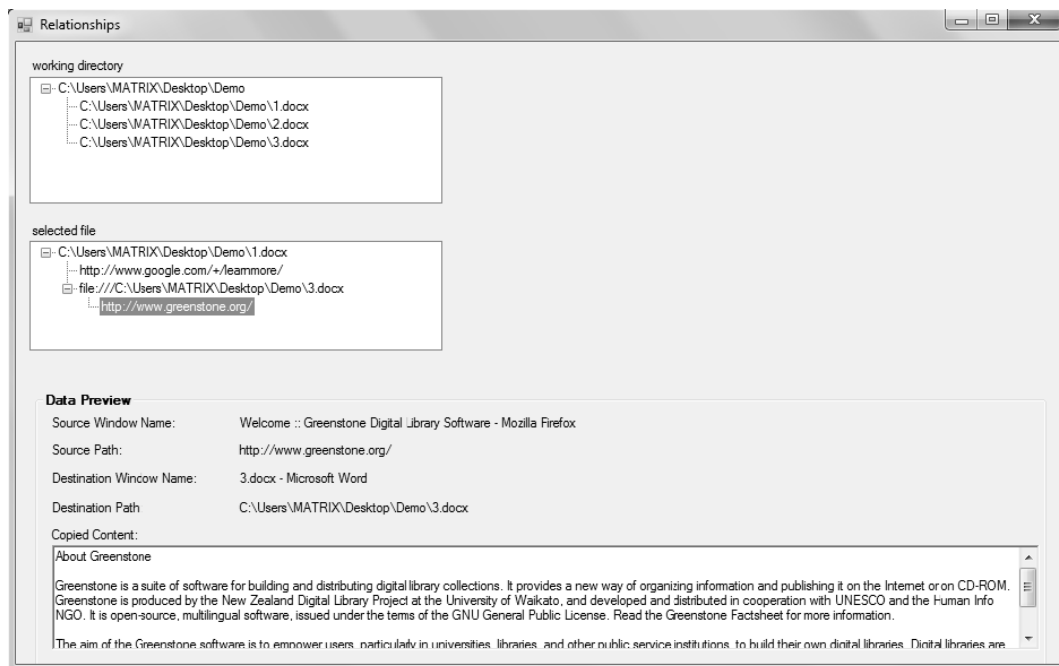 Relationships
working directory
C:\Users\MATRIX\Desktop\Demo
C:\Users\MATRIX\Desktop\Demo\1.docx
C:\Users\MATRIX\Desktop\Demo\2.docx
C:\Users\MATRIX\Desktop\Demo\3.docx
selected file
C:\Users\MATRIX\Desktop\Demo\1.docx
http://www.google.com/+/learnmore/
file:///C:\Users\MATRIX\Desktop\Demo\3.docx
http://www.greenstone.org/
Data Preview
Source Window Name: Welcome :: Greenstone Digital Library Software - Mozilla Firefox
Source Path: http://www.greenstone.org/
Destination Window Name: 3.docx - Microsoft Word
Destination Path C:\Users\MATRIX\Desktop\Demo\3.docx
Copied Content:
About Greenstone
Greenstone is a suite of software for building and distributing digital library collections. It provides a new way of organizing information and publishing it on the Internet or on CD-ROM.
Greenstone is produced by the New Zealand Digital Library Project at the University of Waikato, and developed and distributed in cooperation with UNESCO and the Human Info
NGO. It is open-source, multilingual software, issued under the terms of the GNU General Public License. Read the Greenstone Factsheet for more information.
The aim of the Greenstone software is to empower users, particularly in universities, libraries, and other public service institutions, to build their own digital libraries. Digital libraries are